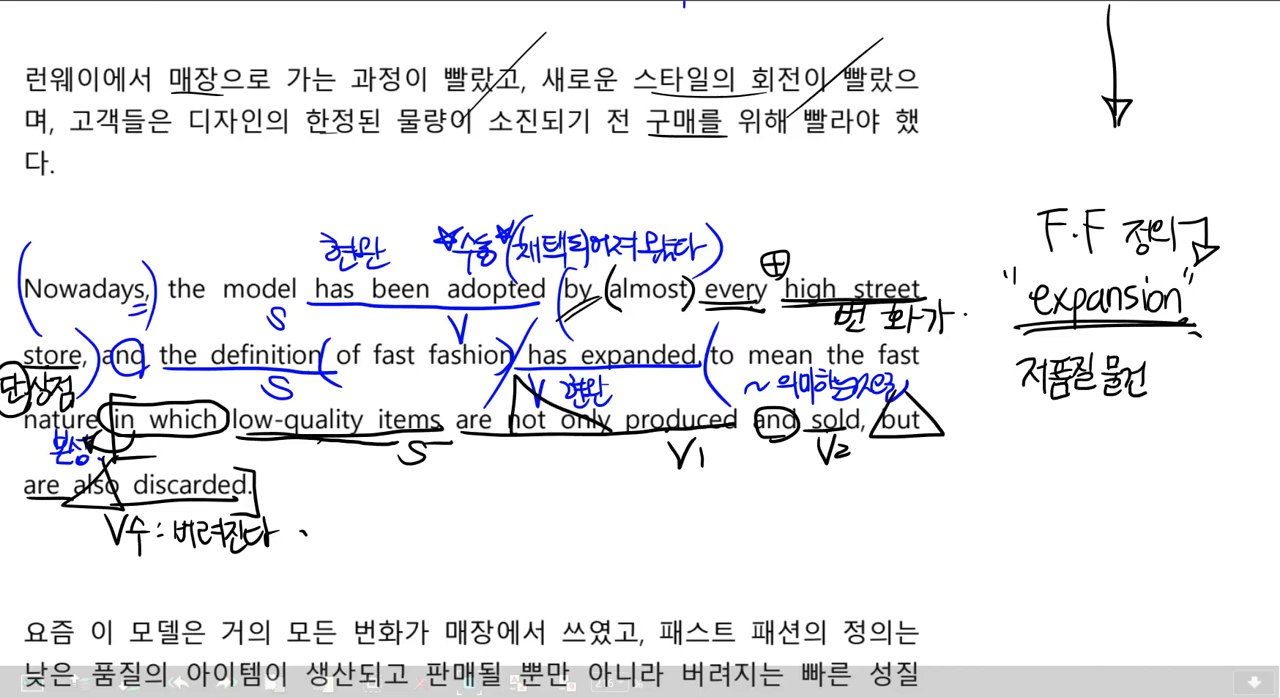 런웨이에서 매장으로 가는 과정이 빨랐고, 새로운 스타일의 회전이 빨랐으
며, 고객들은 디자인의 한정된 물량이 소진되기 전 구매를 위해 빨라야 했
다.
F.F 정의
"expansion"
저품질 물건
현완 ☆수동☆ (채택되어져 왔다)
+
Nowadays, the model has been adopted by (almost) every high street
S V 번화가.
store, and the definition (of fast fashion) has expanded to mean the fast
단 상점 S V 현완
nature in which low-quality items are not only produced and sold, but
본성 S V1 V2
are also discarded.
V수 : 버려진다
요즘 이 모델은 거의 모든 번화가 매장에서 쓰였고, 패스트 패션의 정의는
낮은 품질의 아이템이 생산되고 판매될 뿐만 아니라 버려지는 빠른 성질